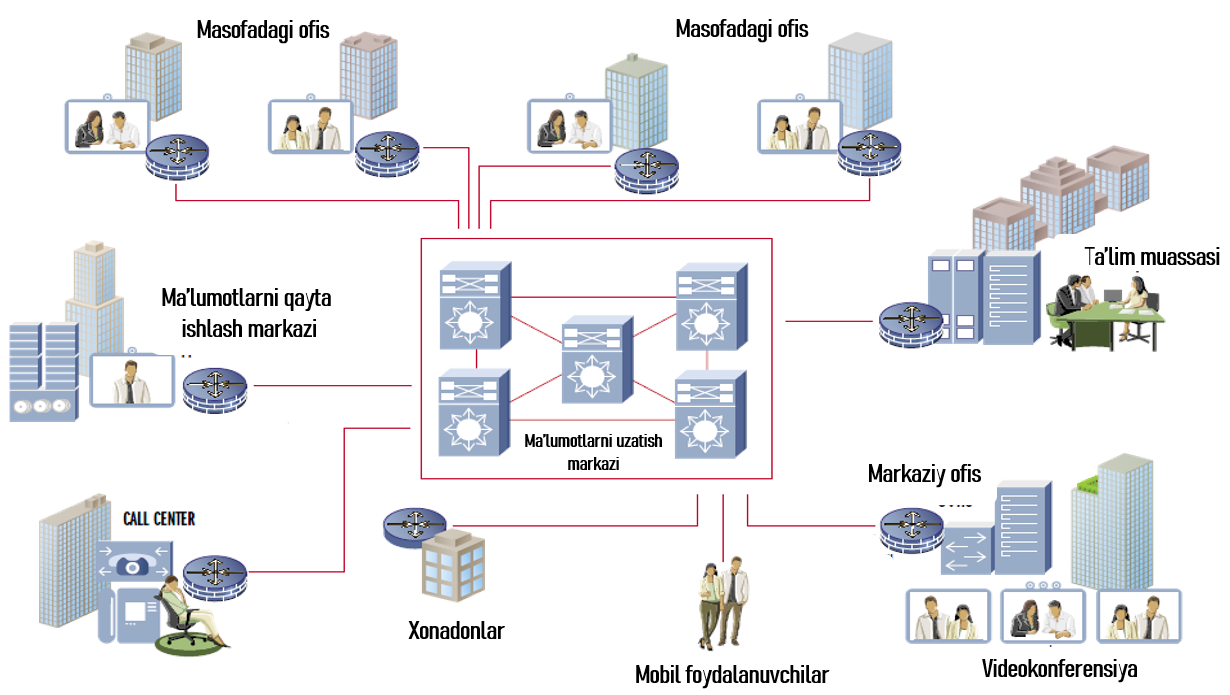 Masofadagi ofis
Masofadagi ofis
Ta'lim muassasi
Ma'lumotlarni qayta
ishlash markazi
Ma'lumotlarni uzatish
markazi
Markaziy ofis
CALL CENTER
Xonadonlar
Mobil foydalanuvchilar
Videokonferensiya